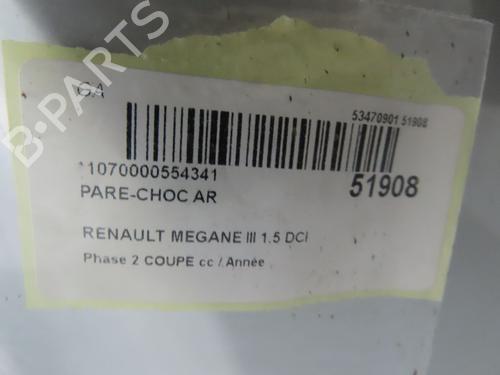 B-PARTS
53470901 51908
*1070000554341
51908
PARE-CHOC AR
RENAULT MEGANE III 1.5 DCI
Phase 2 COUPE cc / Année